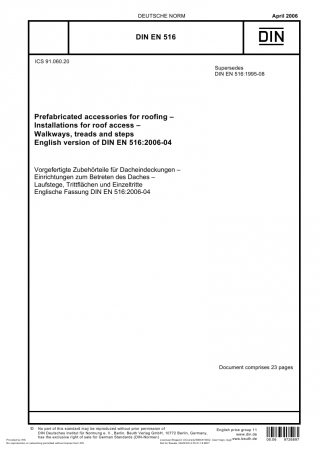 DEUTSCHE NORM
April 2006
DIN EN 516
DIN
ICS 91.060.20
Supersedes
DIN EN 516:1995-08
Prefabricated accessories for roofing –
Installations for roof access –
Walkways, treads and steps
English version of DIN EN 516:2006-04
Vorgefertigte Zubehörteile für Dacheindeckungen –
Einrichtungen zum Betreten des Daches –
Laufstege, Trittflächen und Einzeltritte
Englische Fassung DIN EN 516:2006-04
Document comprises 23 pages
© No part of this standard may be reproduced without prior permission of
DIN Deutsches Institut für Normung e. V., Berlin. Beuth Verlag GmbH, 10772 Berlin, Germany,
has the exclusive right of sale for German Standards (DIN-Normen).
English price group 11
www.din.de
www.beuth.de